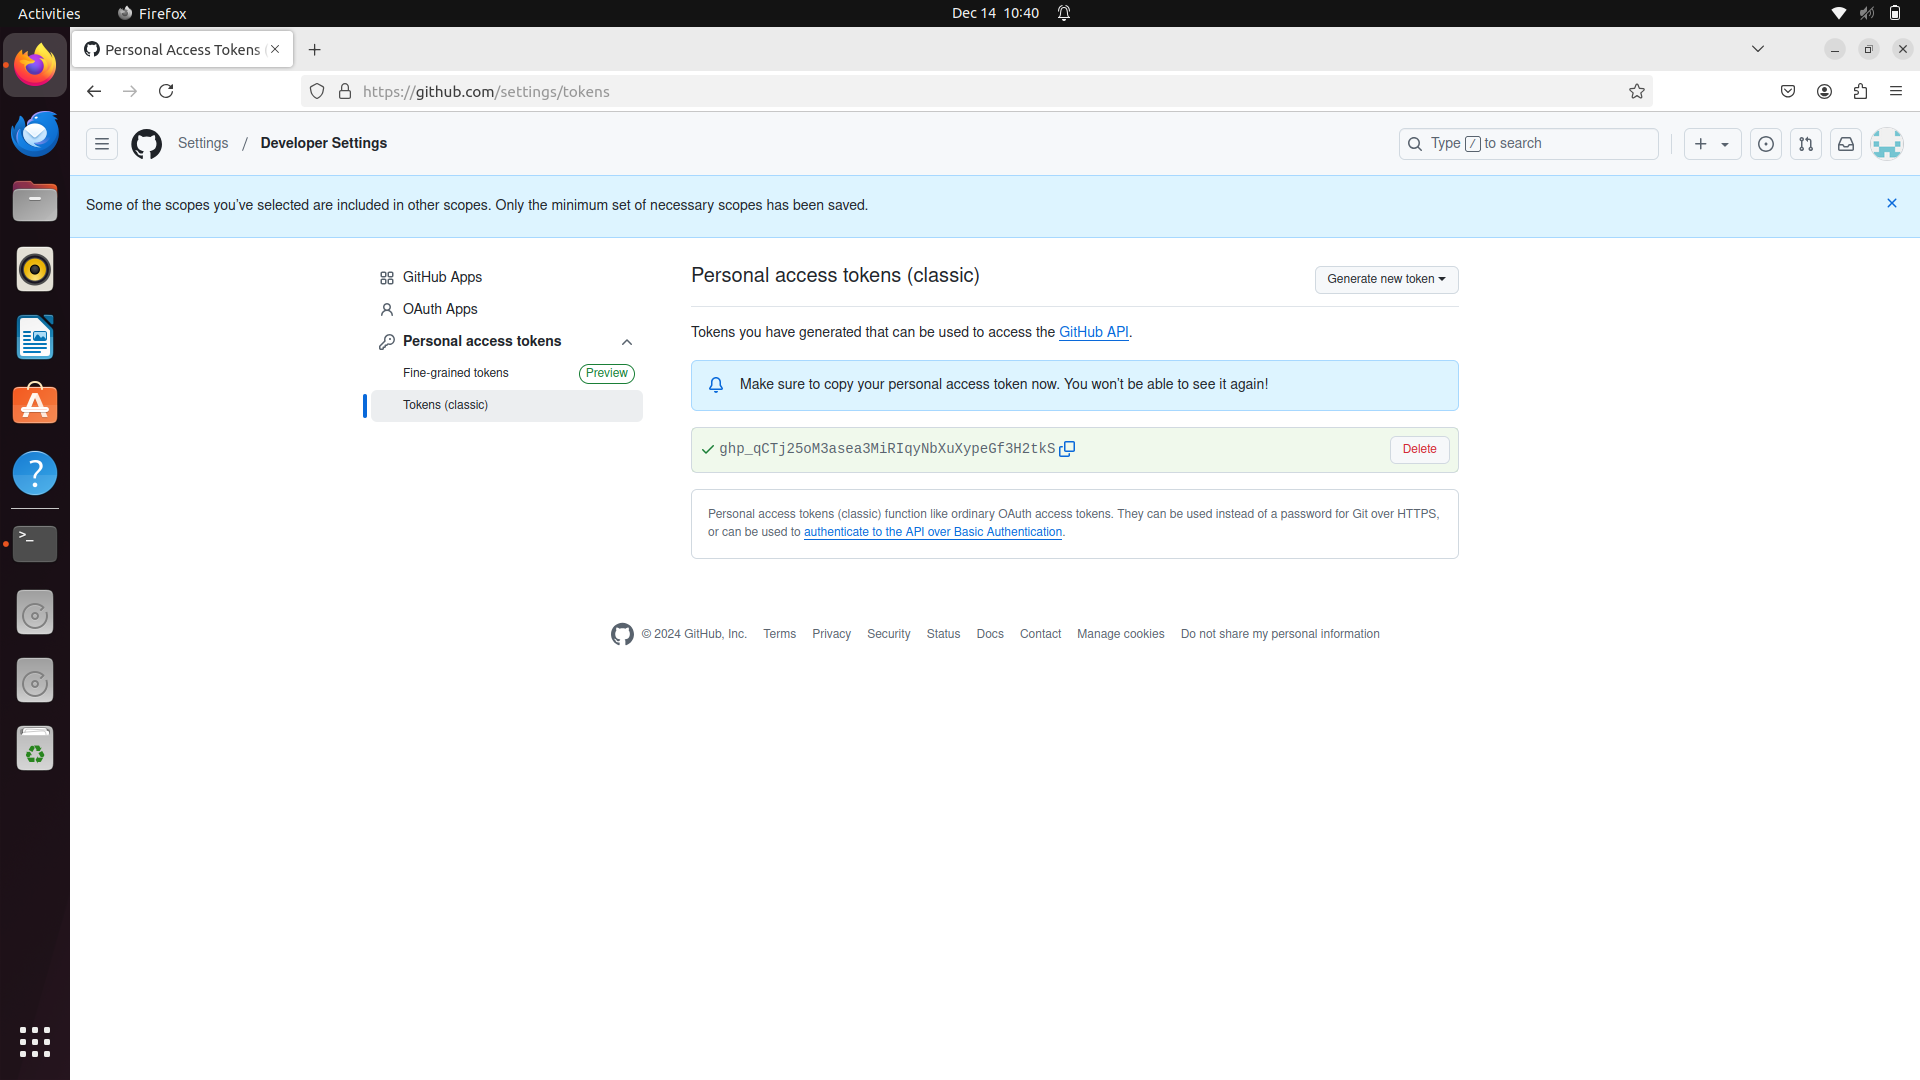 Activities
Firefox
Dec 14 10:40
Personal Access Tokens (
https://github.com/settings/tokens
Settings / Developer Settings
Type / to search
Some of the scopes you’ve selected are included in other scopes. Only the minimum set of necessary scopes has been saved.
GitHub Apps
OAuth Apps
Personal access tokens
Fine-grained tokens
Preview
Tokens (classic)
Personal access tokens (classic)
Generate new token
Tokens you have generated that can be used to access the GitHub API.
Make sure to copy your personal access token now. You won’t be able to see it again!
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
Delete
Personal access tokens (classic) function like ordinary OAuth access tokens. They can be used instead of a password for Git over HTTPS,
or can be used to authenticate to the API over Basic Authentication.
© 2024 GitHub, Inc.
Terms
Privacy
Security
Status
Docs
Contact
Manage cookies
Do not share my personal information